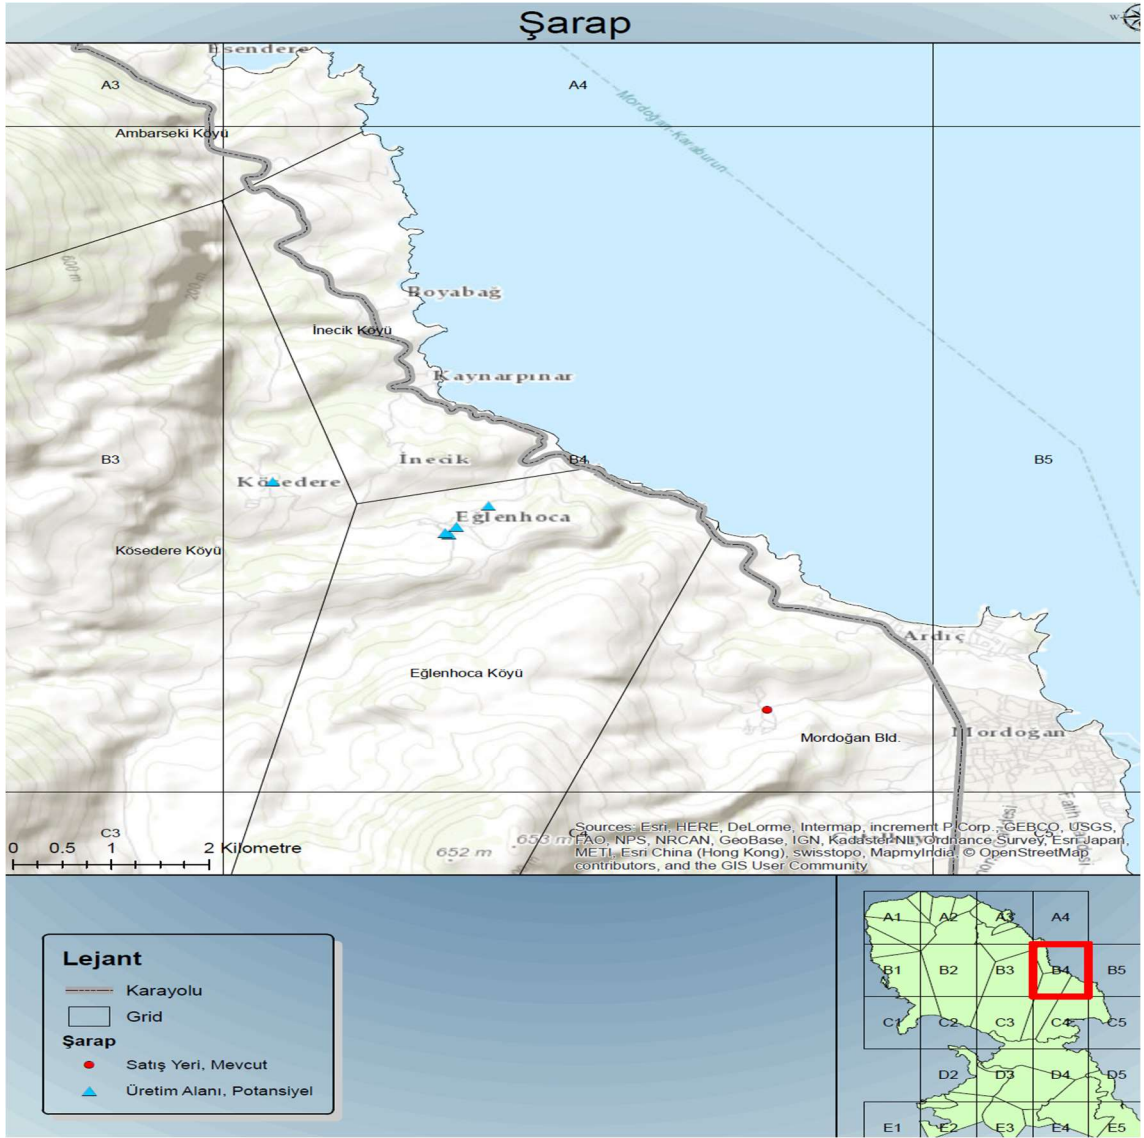 Şarap
W
Esendere
A3
A4
Mordoğan-Karaburun
Ambarseki Köyü
600 m
200 m
Boyabağ
İnecik Köyü
Kaynarpınar
B3
İnecik
B4
B5
Kösedere
Eğlenhoca
Kösedere Köyü
Ardıç
Eğlenhoca Köyü
Mordoğan Bld.
Mordoğan
C3
C4
0 0.5 1 2 Kilometre
652 m
653 m
Sources: Esri, HERE, DeLorme, Intermap, increment P Corp., GEBCO, USGS,
FAO, NPS, NRCAN, GeoBase, IGN, Kadaster NL, Ordnance Survey, Esri Japan,
METI, Esri China (Hong Kong), swisstopo, MapmyIndia, © OpenStreetMap
contributors, and the GIS User Community
Lejant
Karayolu
Grid
Şarap
Satış Yeri, Mevcut
Üretim Alanı, Potansiyel
A1 A2 A3 A4
B1 B2 B3 B4 B5
C1 C2 C3 C4 C5
D2 D3 D4 D5
E1 E2 E3 E4 E5